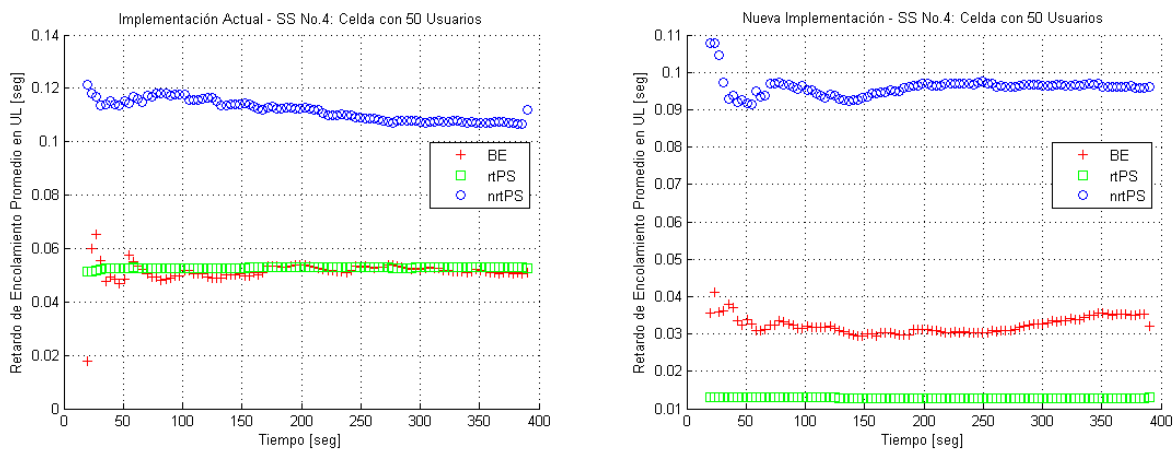 Implementación Actual - SS No.4: Celda con 50 Usuarios
Retardo de Encolamiento Promedio en UL [seg]
0.14
0.12
0.1
0.08
0.06
0.04
0.02
0
BE
rtPS
nrtPS
0 50 100 150 200 250 300 350 400
Tiempo [seg]
Nueva Implementación - SS No.4: Celda con 50 Usuarios
Retardo de Encolamiento Promedio en UL [seg]
0.11
0.1
0.09
0.08
0.07
0.06
0.05
0.04
0.03
0.02
0.01
BE
rtPS
nrtPS
0 50 100 150 200 250 300 350 400
Tiempo [seg]